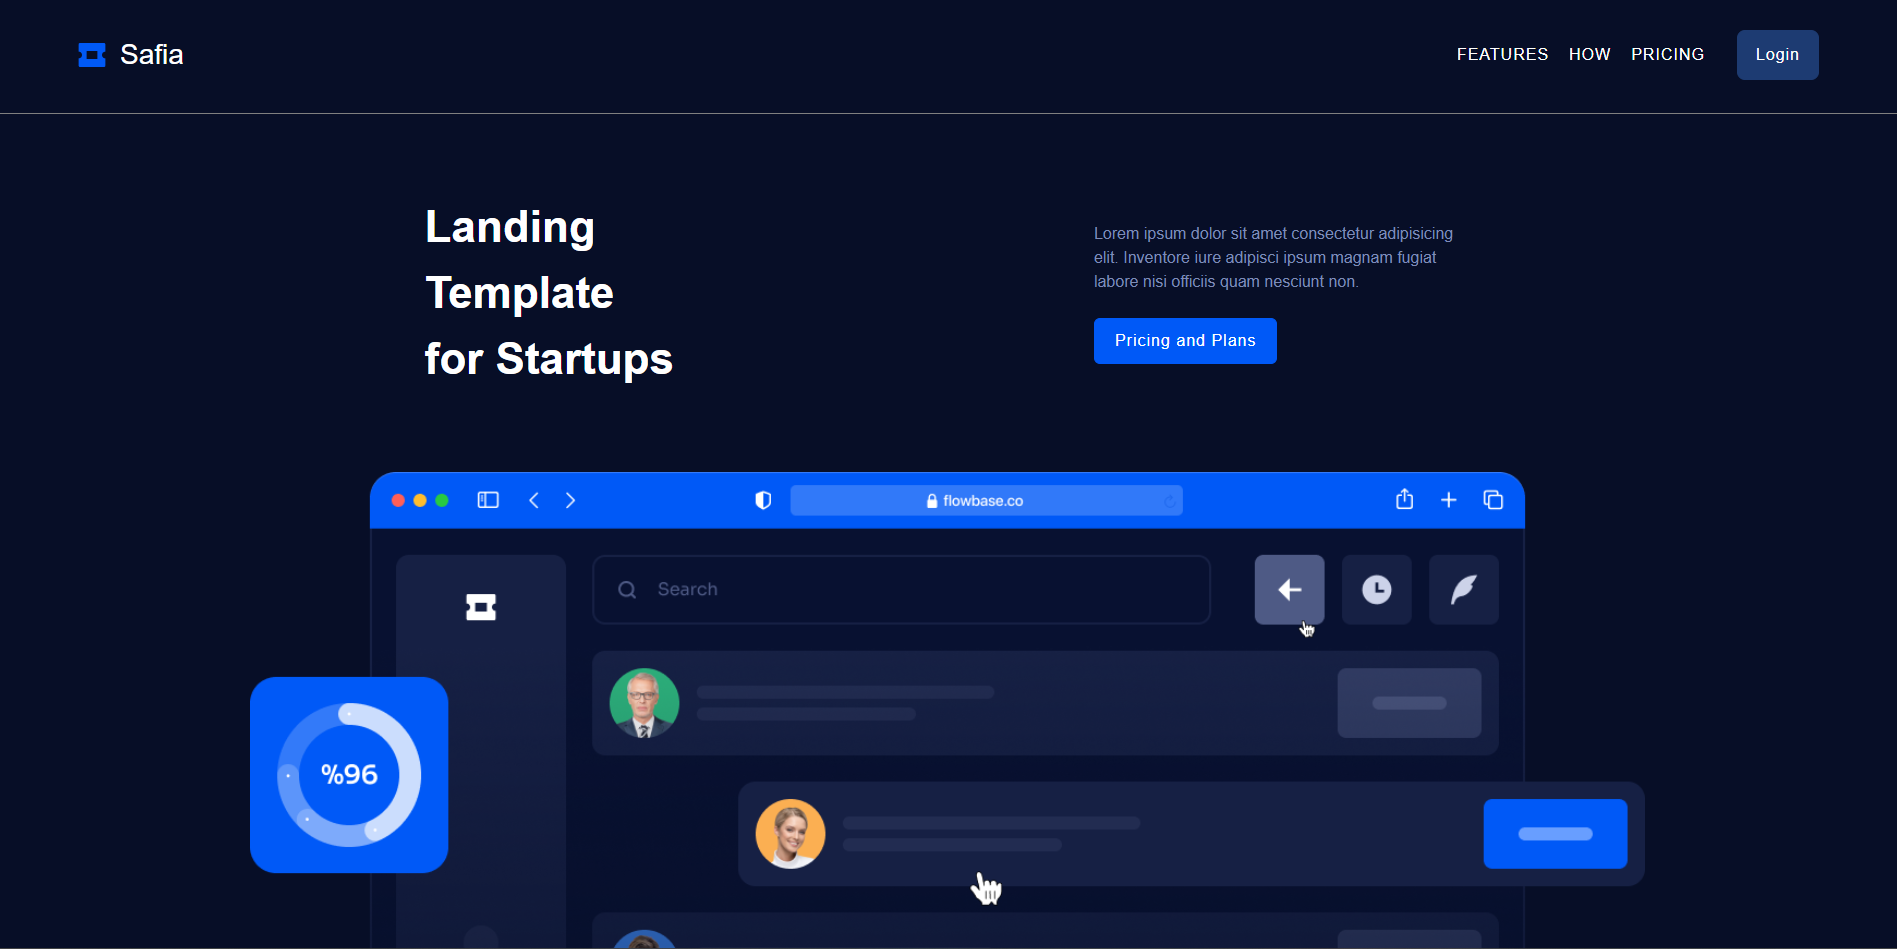 Safia
FEATURES HOW PRICING Login
Landing
Template
for Startups
Lorem ipsum dolor sit amet consectetur adipisicing
elit. Inventore iure adipisci ipsum magnam fugiat
labore nisi officiis quam nesciunt non.
Pricing and Plans
flowbase.co
Search
%96